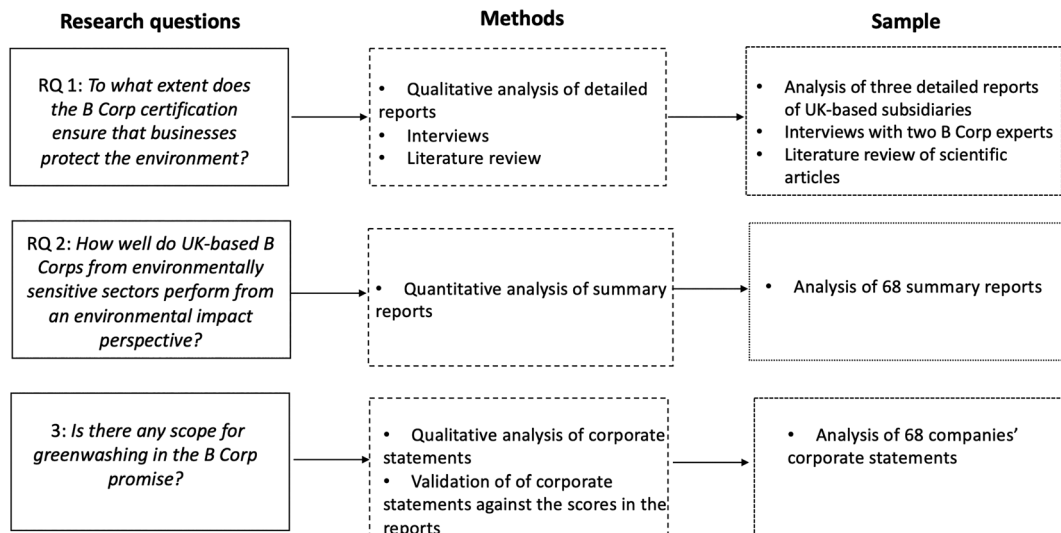 Research questions
Methods
Sample
RQ 1: To what extent does
the B Corp certification
ensure that businesses
protect the environment?
• Qualitative analysis of detailed
reports
• Interviews
• Literature review
• Analysis of three detailed reports
of UK-based subsidiaries
• Interviews with two B Corp experts
• Literature review of scientific
articles
RQ 2: How well do UK-based B
Corps from environmentally
sensitive sectors perform from
an environmental impact
perspective?
• Quantitative analysis of summary
reports
• Analysis of 68 summary reports
3: Is there any scope for
greenwashing in the B Corp
promise?
• Qualitative analysis of corporate
statements
• Validation of of corporate
statements against the scores in the
reports
• Analysis of 68 companies’
corporate statements